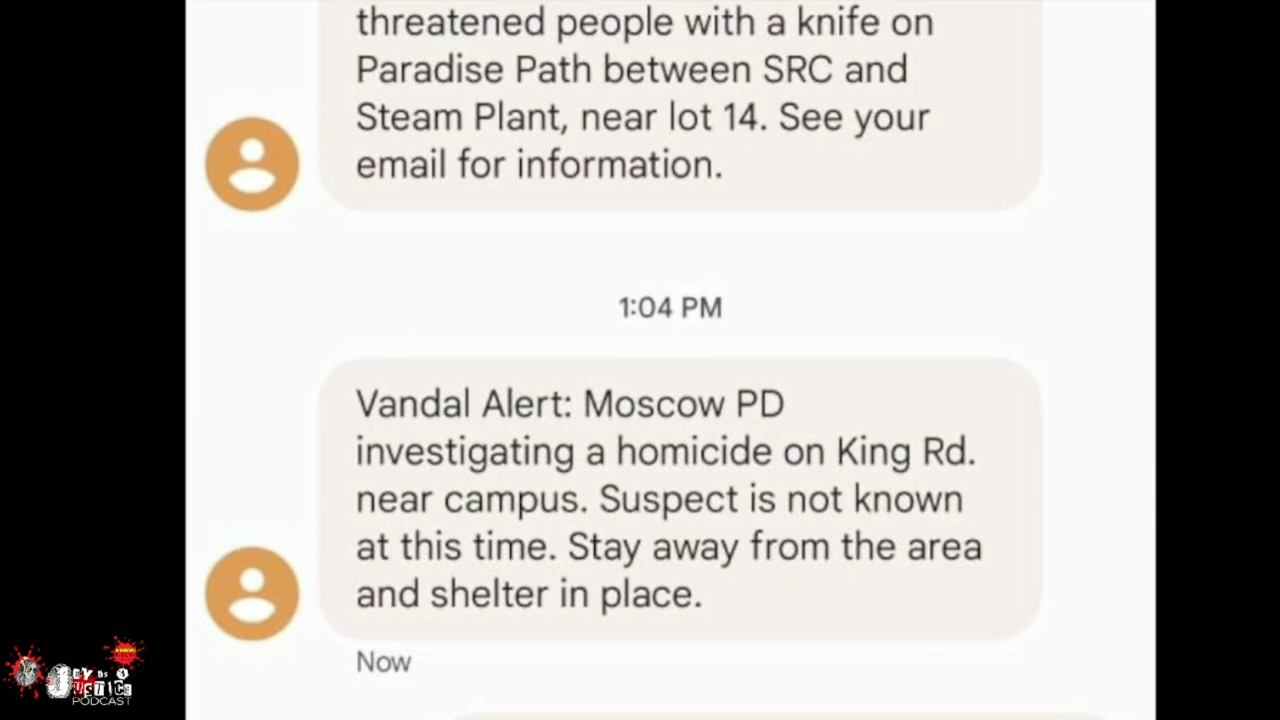 threatened people with a knife on
Paradise Path between SRC and
Steam Plant, near lot 14. See your
email for information.
1:04 PM
Vandal Alert: Moscow PD
investigating a homicide on King Rd.
near campus. Suspect is not known
at this time. Stay away from the area
and shelter in place.
Now
PODCAST